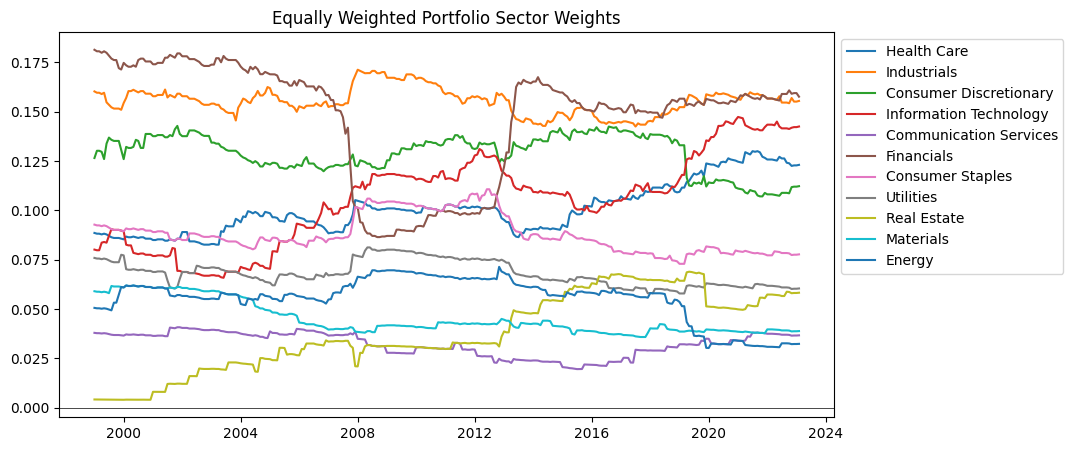 Equally Weighted Portfolio Sector Weights
0.175
0.150
0.125
0.100
0.075
0.050
0.025
0.000
2000 2004 2008 2012 2016 2020 2024
Health Care
Industrials
Consumer Discretionary
Information Technology
Communication Services
Financials
Consumer Staples
Utilities
Real Estate
Materials
Energy